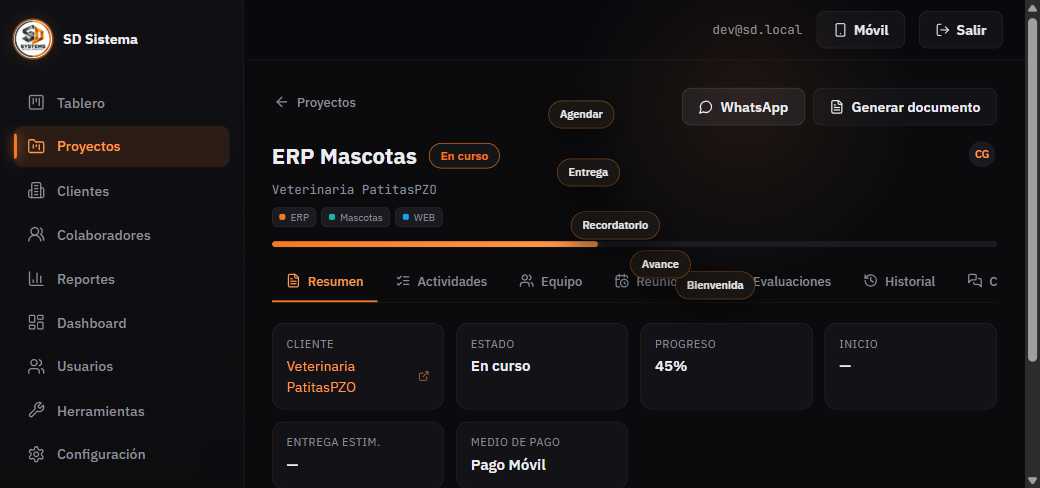 SD
SYSTEMS
SD Sistema
dev@sd.local
Móvil
Salir
Tablero
Proyectos
Clientes
Colaboradores
Reportes
Dashboard
Usuarios
Herramientas
Configuración
Proyectos
WhatsApp
Generar documento
Agendar
Entrega
Recordatorio
Avance
Bienvenida
ERP Mascotas
En curso
CG
Veterinaria PatitasPZO
ERP
Mascotas
WEB
Resumen
Actividades
Equipo
Evaluaciones
Historial
CLIENTE
Veterinaria
PatitasPZO
ESTADO
En curso
PROGRESO
45%
INICIO
—
ENTREGA ESTIM.
—
MEDIO DE PAGO
Pago Móvil